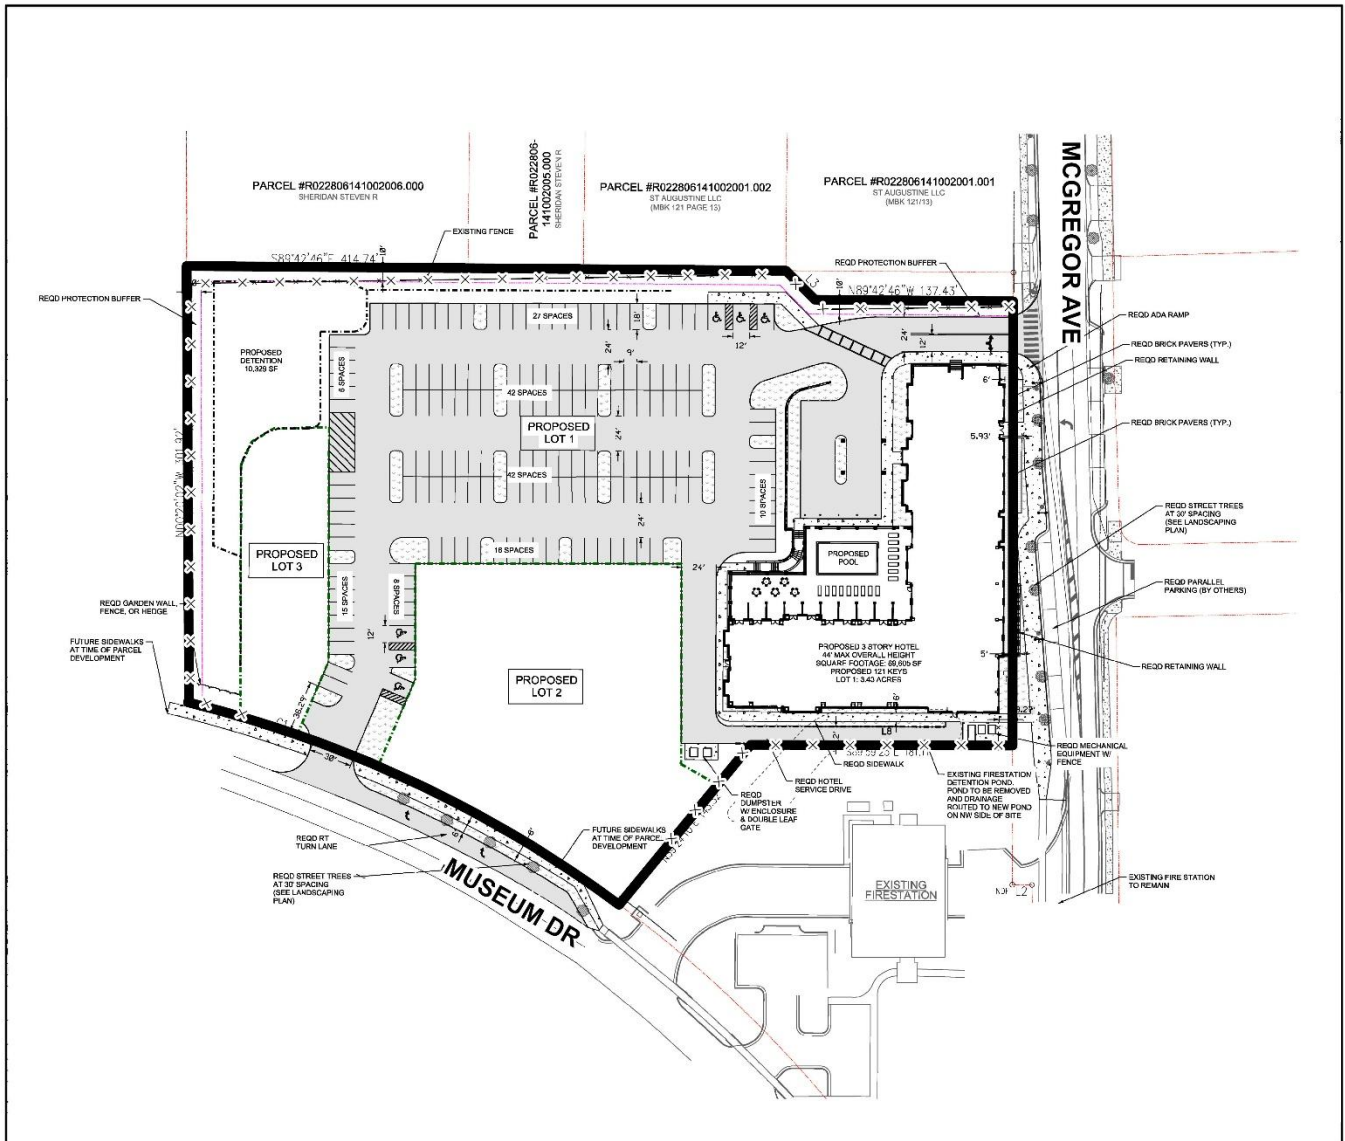 PARCEL #R022806141002006.000
SHERIDAN STEVEN R
PARCEL #R022806-
141002005.000
SHERIDAN STEVEN R
PARCEL #R022806141002001.002
ST AUGUSTINE LLC
(MBK 121 PAGE 13)
PARCEL #R022806141002001.001
ST AUGUSTINE LLC
(MBK 121/13)
MCGREGOR AVE
EXISTING FENCE
S89°42'46"E 414.74'
10'
REQD PROTECTION BUFFER
L3
N89°42'46"W 137.43'
10'
REQD PROTECTION BUFFER
PROPOSED
DETENTION
10,329 SF
27 SPACES
18'
12'
24'
12'
24'
9'
6 SPACES
42 SPACES
PROPOSED
LOT 1
24'
42 SPACES
24'
10 SPACES
16 SPACES
24'
6'
5.93'
REQD ADA RAMP
REQD BRICK PAVERS (TYP.)
REQD RETAINING WALL
REQD BRICK PAVERS (TYP.)
REQD STREET TREES
AT 30' SPACING
(SEE LANDSCAPING
PLAN)
REQD PARALLEL
PARKING (BY OTHERS)
REQD RETAINING WALL
PROPOSED
LOT 3
15 SPACES
8 SPACES
12'
PROPOSED
POOL
PROPOSED 3 STORY HOTEL
44' MAX OVERALL HEIGHT
SQUARE FOOTAGE: 89,605 SF
PROPOSED 121 KEYS
LOT 1: 3.43 ACRES
5'
6'
PROPOSED
LOT 2
REQD GARDEN WALL,
FENCE, OR HEDGE
FUTURE SIDEWALKS
AT TIME OF PARCEL
DEVELOPMENT
36.29'
30'
L8
REQD SIDEWALK
REQD MECHANICAL
EQUIPMENT W/
FENCE
REQD HOTEL
SERVICE DRIVE
EXISTING FIRESTATION
DETENTION POND.
POND TO BE REMOVED
AND DRAINAGE
ROUTED TO NEW POND
ON NW SIDE OF SITE
REQD
DUMPSTER
W/ ENCLOSURE
& DOUBLE LEAF
GATE
FUTURE SIDEWALKS
AT TIME OF PARCEL
DEVELOPMENT
REQD RT
TURN LANE
6'
6'
REQD STREET TREES
AT 30' SPACING
(SEE LANDSCAPING
PLAN)
MUSEUM DR
EXISTING
FIRESTATION
L2
EXISTING FIRE STATION
TO REMAIN